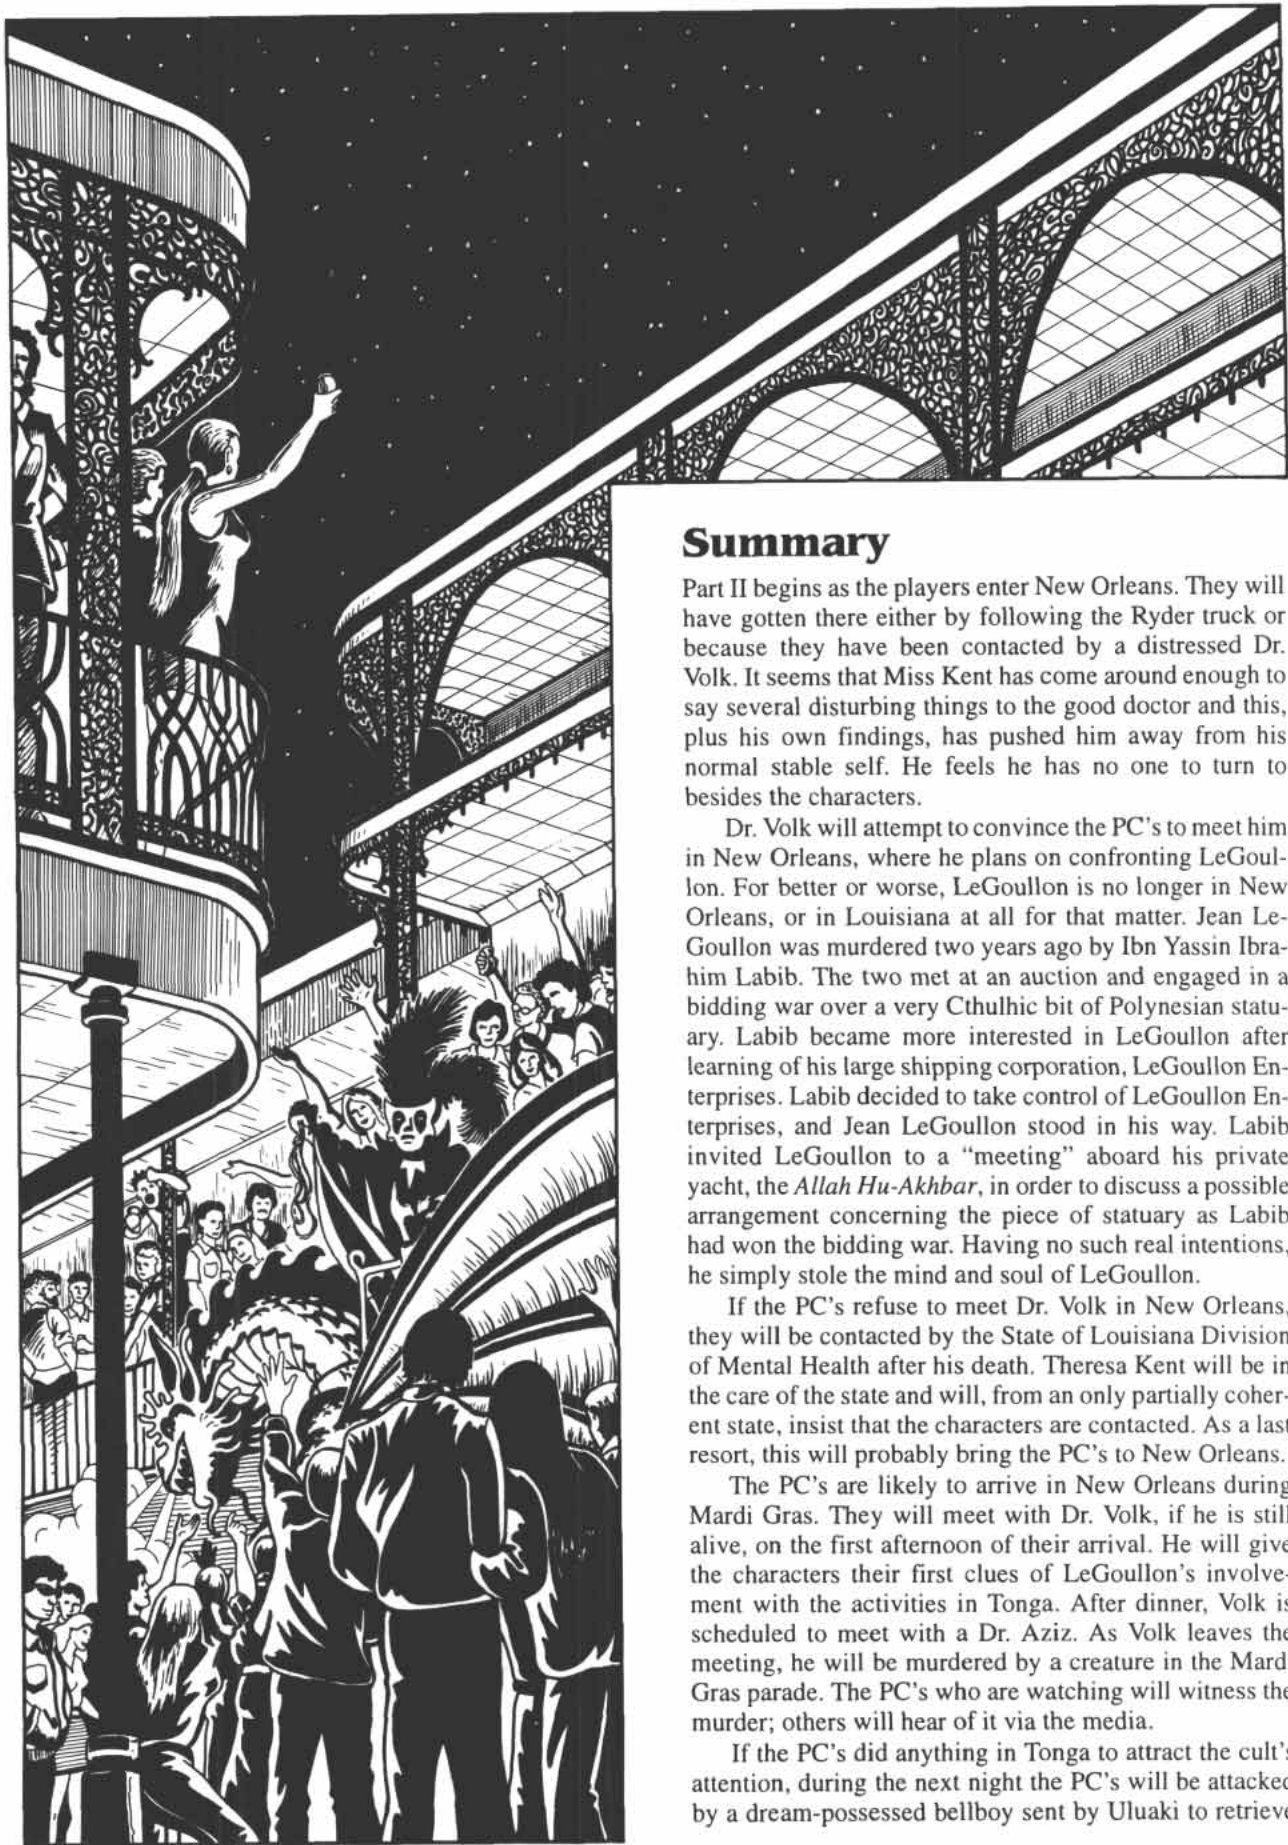 Summary
Part II begins as the players enter New Orleans. They will
have gotten there either by following the Ryder truck or
because they have been contacted by a distressed Dr.
Volk. It seems that Miss Kent has come around enough to
say several disturbing things to the good doctor and this,
plus his own findings, has pushed him away from his
normal stable self. He feels he has no one to turn to
besides the characters.
Dr. Volk will attempt to convince the PC's to meet him
in New Orleans, where he plans on confronting LeGoul-
lon. For better or worse, LeGoullon is no longer in New
Orleans, or in Louisiana at all for that matter. Jean Le-
Goullon was murdered two years ago by Ibn Yassin Ibra-
him Labib. The two met at an auction and engaged in a
bidding war over a very Cthulhic bit of Polynesian statu-
ary. Labib became more interested in LeGoullon after
learning of his large shipping corporation, LeGoullon En-
terprises. Labib decided to take control of LeGoullon En-
terprises, and Jean LeGoullon stood in his way. Labib
invited LeGoullon to a “meeting” aboard his private
yacht, the Allah Hu-Akhbar, in order to discuss a possible
arrangement concerning the piece of statuary as Labib
had won the bidding war. Having no such real intentions,
he simply stole the mind and soul of LeGoullon.
If the PC's refuse to meet Dr. Volk in New Orleans,
they will be contacted by the State of Louisiana Division
of Mental Health after his death. Theresa Kent will be in
the care of the state and will, from an only partially coher-
ent state, insist that the characters are contacted. As a last
resort, this will probably bring the PC's to New Orleans.
The PC's are likely to arrive in New Orleans during
Mardi Gras. They will meet with Dr. Volk, if he is still
alive, on the first afternoon of their arrival. He will give
the characters their first clues of LeGoullon's involve-
ment with the activities in Tonga. After dinner, Volk is
scheduled to meet with a Dr. Aziz. As Volk leaves the
meeting, he will be murdered by a creature in the Mardi
Gras parade. The PC's who are watching will witness the
murder; others will hear of it via the media.
If the PC's did anything in Tonga to attract the cult's
attention, during the next night the PC's will be attacked
by a dream-possessed bellboy sent by Uluaki to retrieve